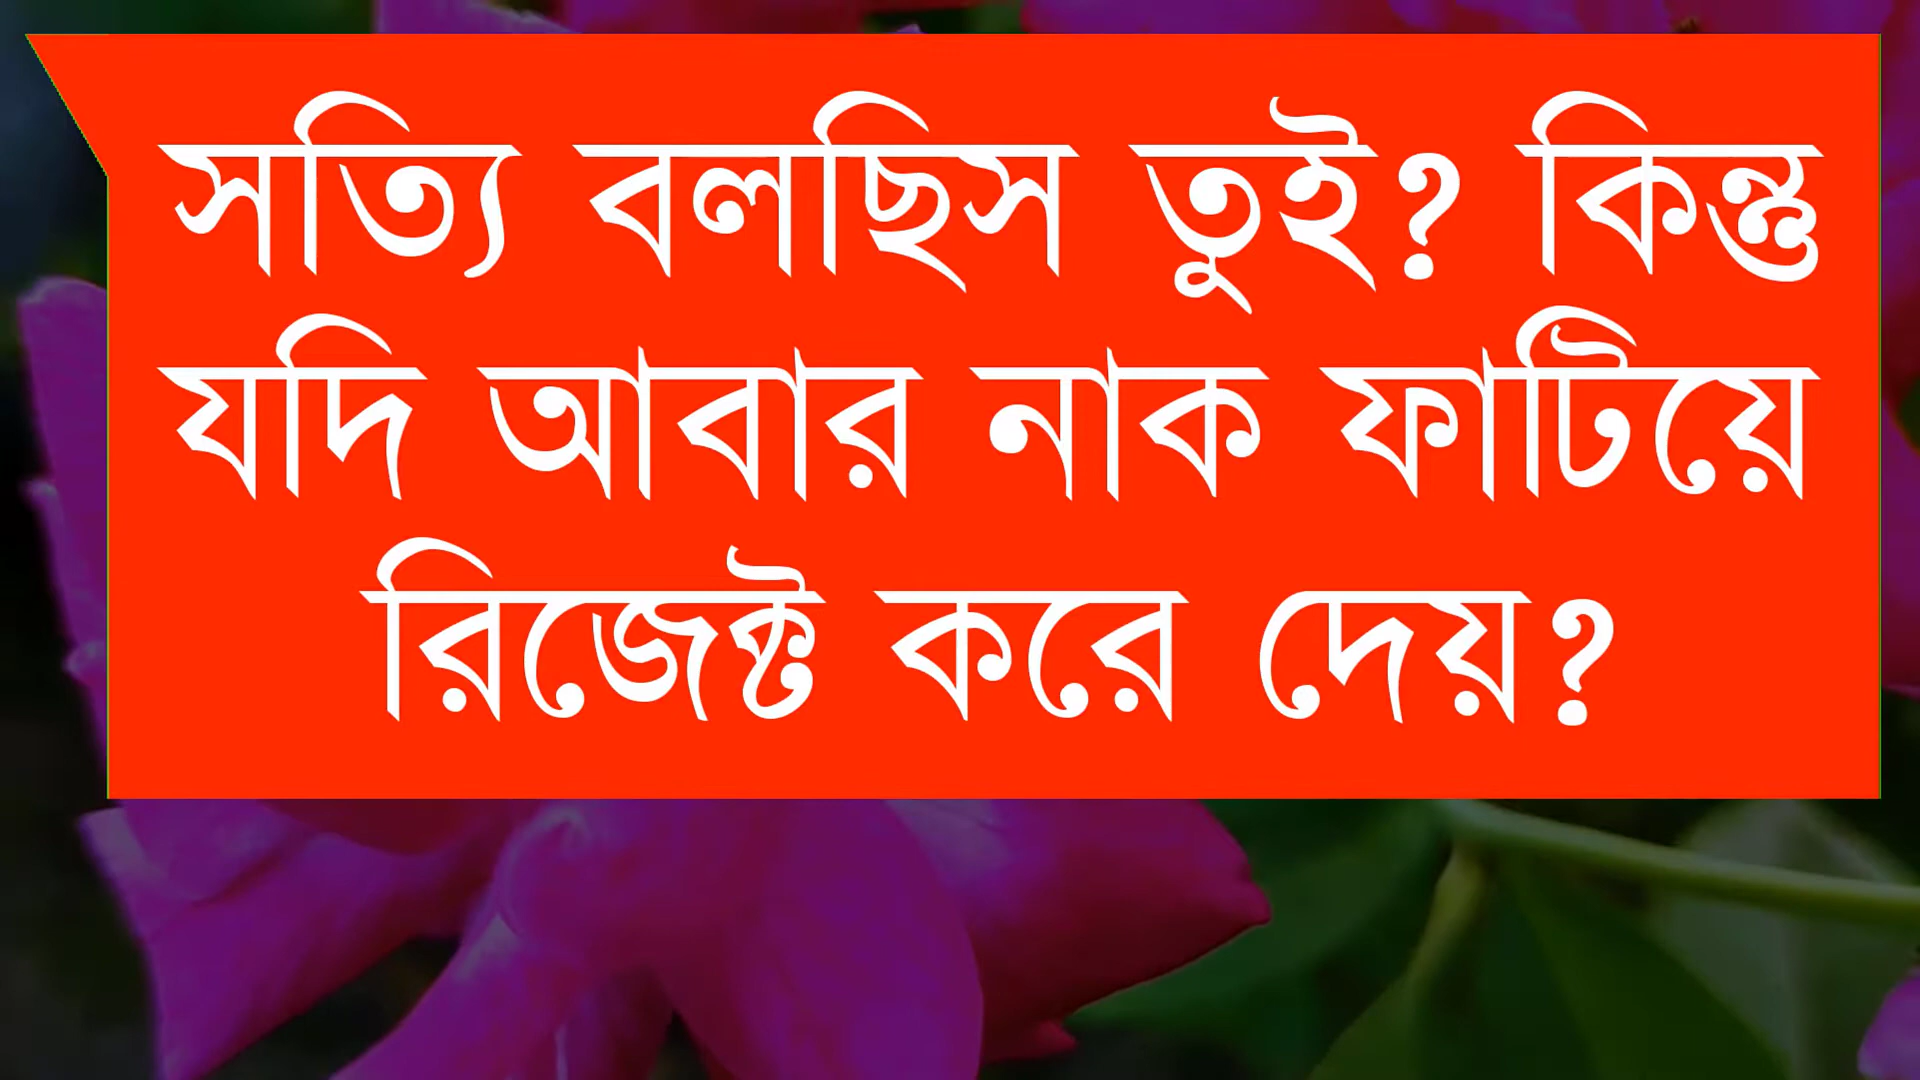 সত্যি বলছিস তুই? কিন্তু
যদি আবার নাক ফাটিয়ে
রিজেক্ট করে দেয়?